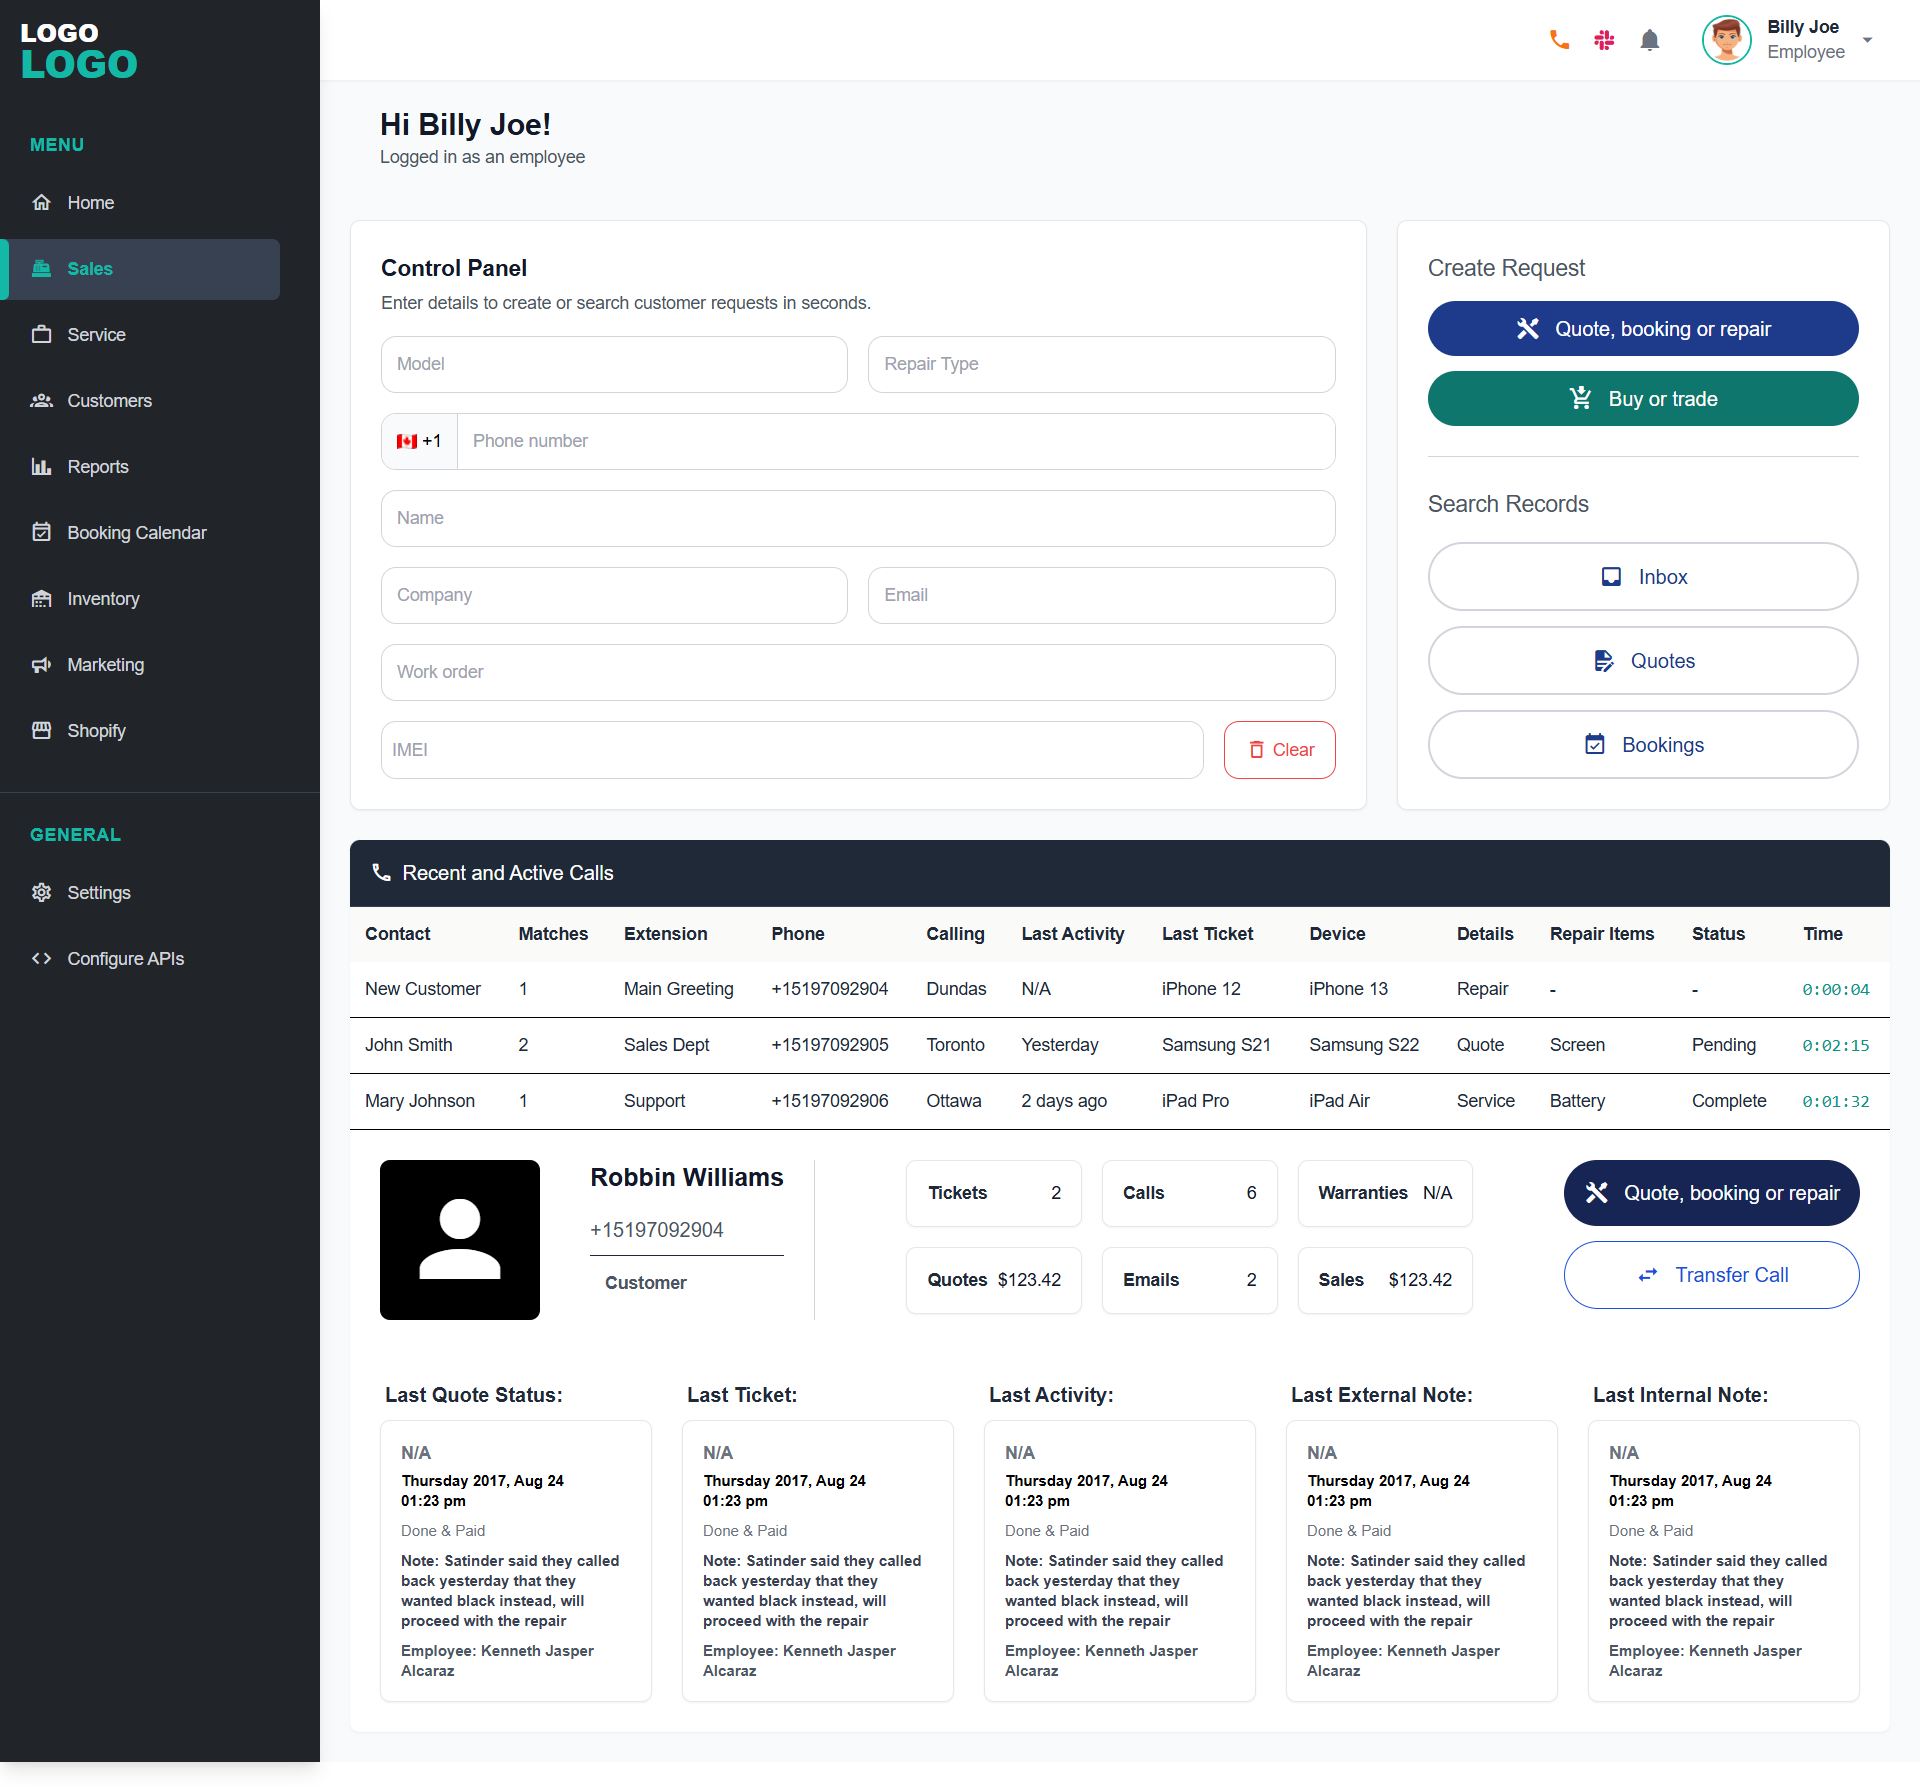 LOGO
LOGO
MENU
Home
Sales
Service
Customers
Reports
Booking Calendar
Inventory
Marketing
Shopify
GENERAL
Settings
Configure APIs
Billy Joe
Employee
Hi Billy Joe!
Logged in as an employee
Control Panel
Enter details to create or search customer requests in seconds.
Model
Repair Type
+1
Phone number
Name
Company
Email
Work order
IMEI
Clear
Create Request
Quote, booking or repair
Buy or trade
Search Records
Inbox
Quotes
Bookings
Recent and Active Calls
Contact Matches Extension Phone Calling Last Activity Last Ticket Device Details Repair Items Status Time
New Customer 1 Main Greeting +15197092904 Dundas N/A iPhone 12 iPhone 13 Repair - - 0:00:04
John Smith 2 Sales Dept +15197092905 Toronto Yesterday Samsung S21 Samsung S22 Quote Screen Pending 0:02:15
Mary Johnson 1 Support +15197092906 Ottawa 2 days ago iPad Pro iPad Air Service Battery Complete 0:01:32
Robbin Williams
+15197092904
Customer
Tickets 2
Calls 6
Warranties N/A
Quotes $123.42
Emails 2
Sales $123.42
Quote, booking or repair
Transfer Call
Last Quote Status:
N/A
Thursday 2017, Aug 24
01:23 pm
Done & Paid
Note: Satinder said they called
back yesterday that they
wanted black instead, will
proceed with the repair
Employee: Kenneth Jasper
Alcaraz
Last Ticket:
N/A
Thursday 2017, Aug 24
01:23 pm
Done & Paid
Note: Satinder said they called
back yesterday that they
wanted black instead, will
proceed with the repair
Employee: Kenneth Jasper
Alcaraz
Last Activity:
N/A
Thursday 2017, Aug 24
01:23 pm
Done & Paid
Note: Satinder said they called
back yesterday that they
wanted black instead, will
proceed with the repair
Employee: Kenneth Jasper
Alcaraz
Last External Note:
N/A
Thursday 2017, Aug 24
01:23 pm
Done & Paid
Note: Satinder said they called
back yesterday that they
wanted black instead, will
proceed with the repair
Employee: Kenneth Jasper
Alcaraz
Last Internal Note:
N/A
Thursday 2017, Aug 24
01:23 pm
Done & Paid
Note: Satinder said they called
back yesterday that they
wanted black instead, will
proceed with the repair
Employee: Kenneth Jasper
Alcaraz